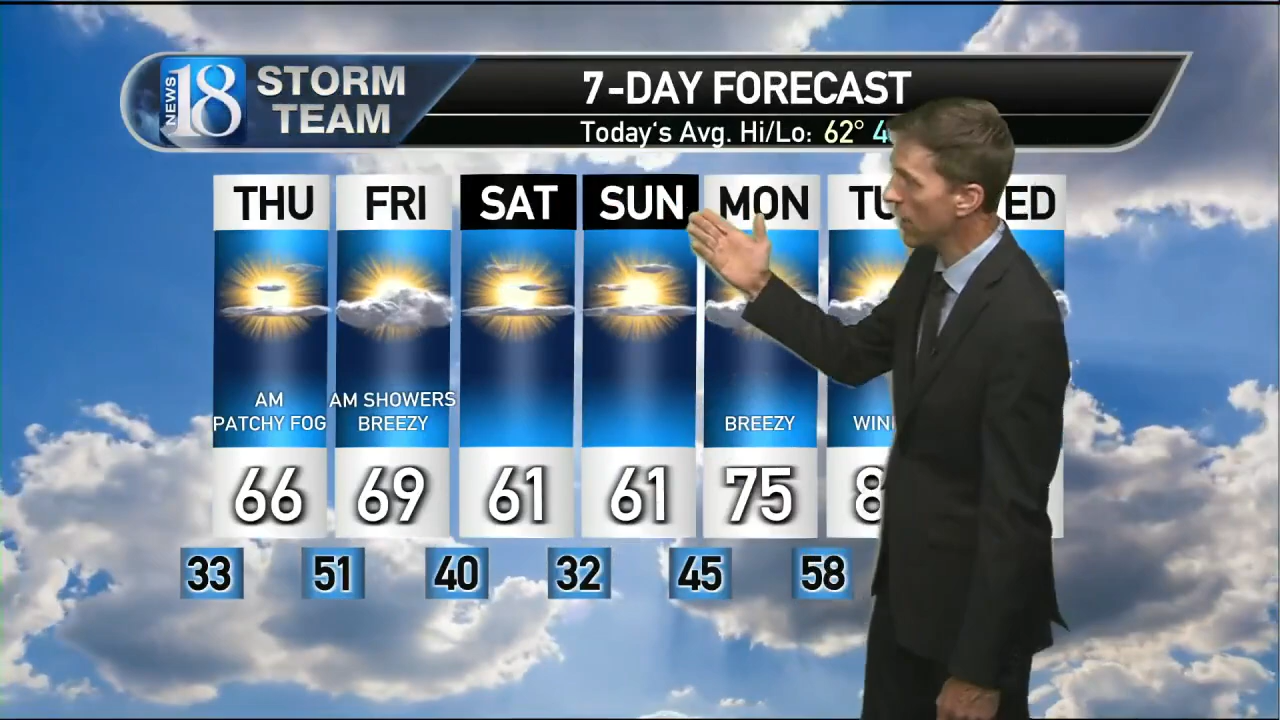 NEWS 18
STORM
TEAM
7-DAY FORECAST
Today's Avg. Hi/Lo: 62°
THU
FRI
SAT
SUN
MON
AM
PATCHY FOG
AM SHOWERS
BREEZY
BREEZY
66
69
61
61
75
33
51
40
32
45
58